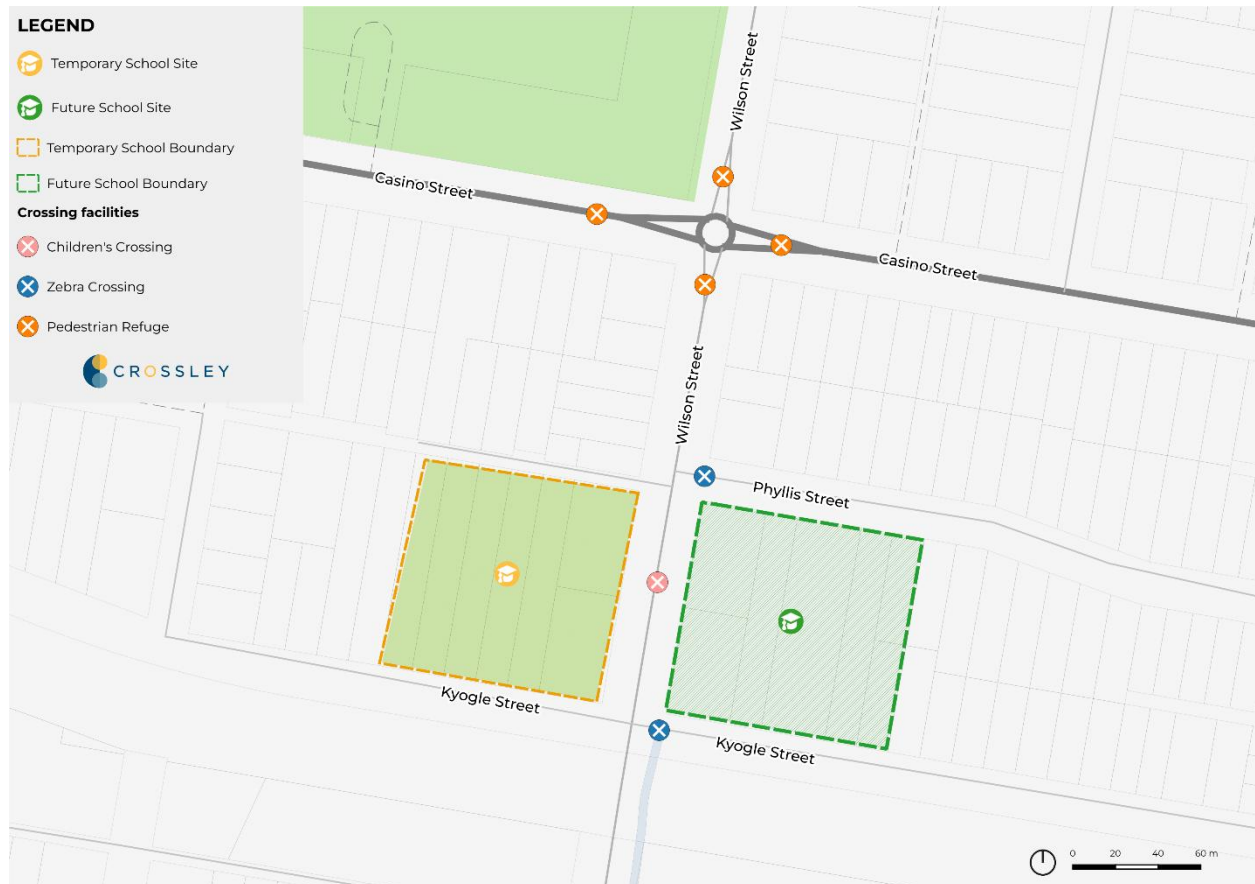 LEGEND
Temporary School Site
Future School Site
Temporary School Boundary
Future School Boundary
Crossing facilities
Children's Crossing
Zebra Crossing
Pedestrian Refuge
CROSSLEY
Wilson Street
Casino Street
Casino Street
Wilson Street
Phyllis Street
Kyogle Street
Kyogle Street
0 20 40 60 m